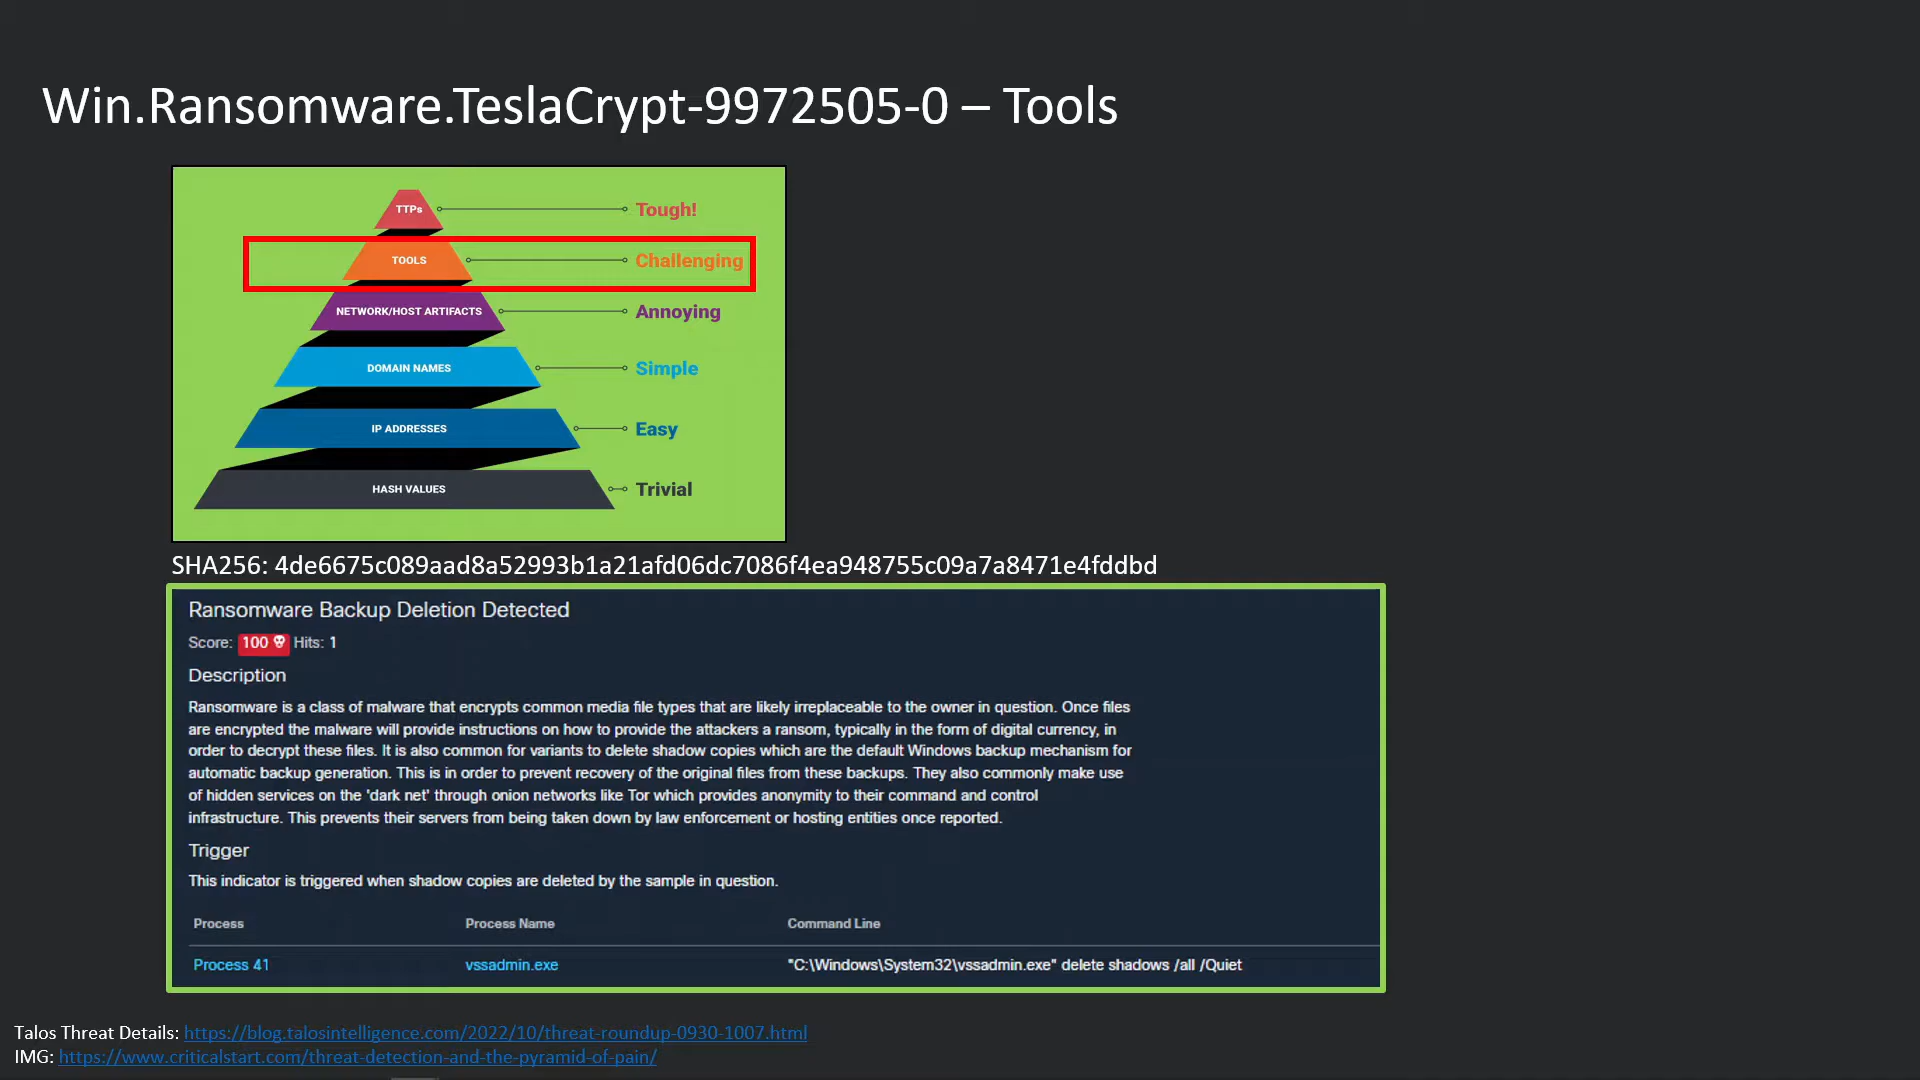 Win.Ransomware.TeslaCrypt-9972505-0 – Tools
TTPs
Tough!
TOOLS
Challenging
NETWORK/HOST ARTIFACTS
Annoying
DOMAIN NAMES
Simple
IP ADDRESSES
Easy
HASH VALUES
Trivial
SHA256: 4de6675c089aad8a52993b1a21afd06dc7086f4ea948755c09a7a8471e4fddbd
Ransomware Backup Deletion Detected
Score: 100 Hits: 1
Description
Ransomware is a class of malware that encrypts common media file types that are likely irreplaceable to the owner in question. Once files
are encrypted the malware will provide instructions on how to provide the attackers a ransom, typically in the form of digital currency, in
order to decrypt these files. It is also common for variants to delete shadow copies which are the default Windows backup mechanism for
automatic backup generation. This is in order to prevent recovery of the original files from these backups. They also commonly make use
of hidden services on the 'dark net' through onion networks like Tor which provides anonymity to their command and control
infrastructure. This prevents their servers from being taken down by law enforcement or hosting entities once reported.
Trigger
This indicator is triggered when shadow copies are deleted by the sample in question.
Process Process Name Command Line
Process 41 vssadmin.exe "C:\Windows\System32\vssadmin.exe" delete shadows /all /Quiet
Talos Threat Details: https://blog.talosintelligence.com/2022/10/threat-roundup-0930-1007.html
IMG: https://www.criticalstart.com/threat-detection-and-the-pyramid-of-pain/